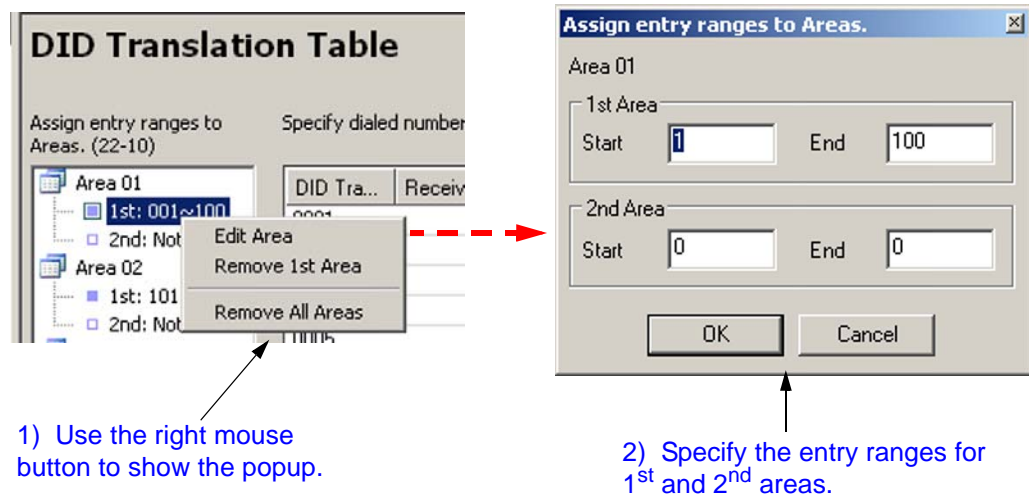 DID Translation Table
Assign entry ranges to
Areas. (22-10)
Specify dialed number
Area 01
1st: 001~100
2nd: Not
Area 02
1st: 101
2nd: Not
DID Tra...
Receiv
0001
0005
Edit Area
Remove 1st Area
Remove All Areas
1) Use the right mouse
button to show the popup.
Assign entry ranges to Areas.
Area 01
1st Area
Start 1 End 100
2nd Area
Start 0 End 0
OK Cancel
2) Specify the entry ranges for
1st and 2nd areas.